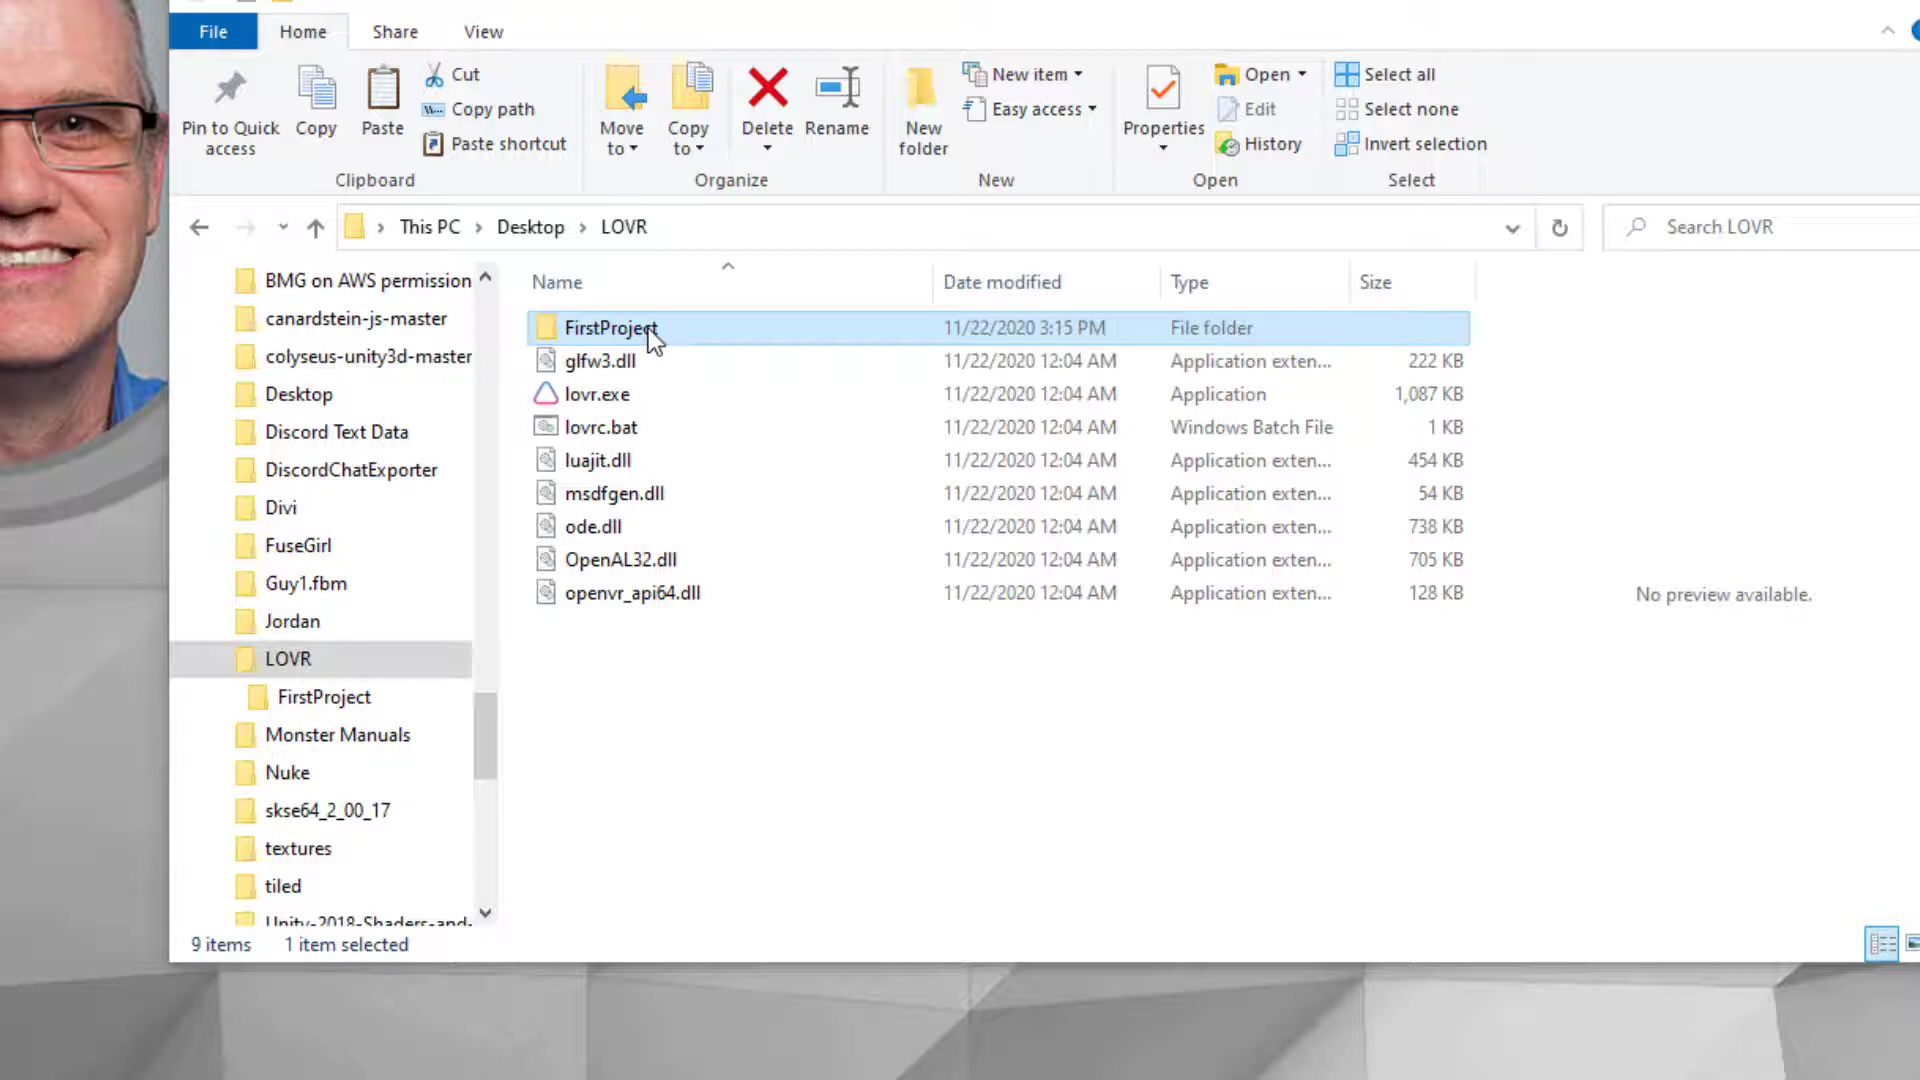 File Home Share View
Pin to Quick access
Copy
Paste
Cut
Copy path
Paste shortcut
Clipboard
Move to
Copy to
Delete
Rename
Organize
New folder
New item
Easy access
New
Properties
Open
Edit
History
Open
Select all
Select none
Invert selection
Select
This PC › Desktop › LOVR
Search LOVR
BMG on AWS permission
canardstein-js-master
colyseus-unity3d-master
Desktop
Discord Text Data
DiscordChatExporter
Divi
FuseGirl
Guy1.fbm
Jordan
LOVR
FirstProject
Monster Manuals
Nuke
skse64_2_00_17
textures
tiled
Unity-2018-Shaders-and-
Name Date modified Type Size
FirstProject 11/22/2020 3:15 PM File folder
glfw3.dll 11/22/2020 12:04 AM Application exten... 222 KB
lovr.exe 11/22/2020 12:04 AM Application 1,087 KB
lovrc.bat 11/22/2020 12:04 AM Windows Batch File 1 KB
luajit.dll 11/22/2020 12:04 AM Application exten... 454 KB
msdfgen.dll 11/22/2020 12:04 AM Application exten... 54 KB
ode.dll 11/22/2020 12:04 AM Application exten... 738 KB
OpenAL32.dll 11/22/2020 12:04 AM Application exten... 705 KB
openvr_api64.dll 11/22/2020 12:04 AM Application exten... 128 KB
No preview available.
9 items 1 item selected